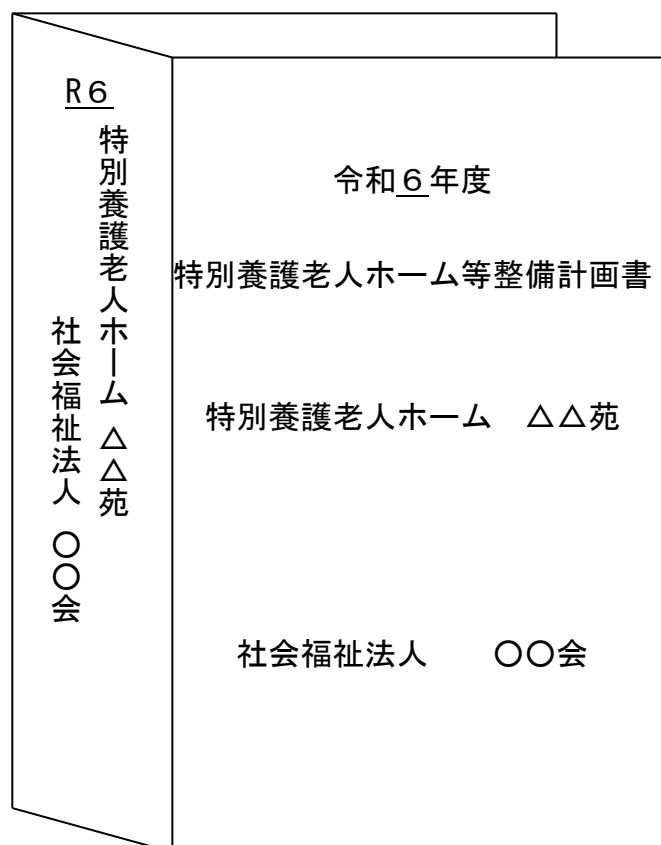 R６
特別養護老人ホーム　△△苑
社会福祉法人　〇〇会
令和６年度
特別養護老人ホーム等整備計画書
特別養護老人ホーム　△△苑
社会福祉法人　　〇〇会